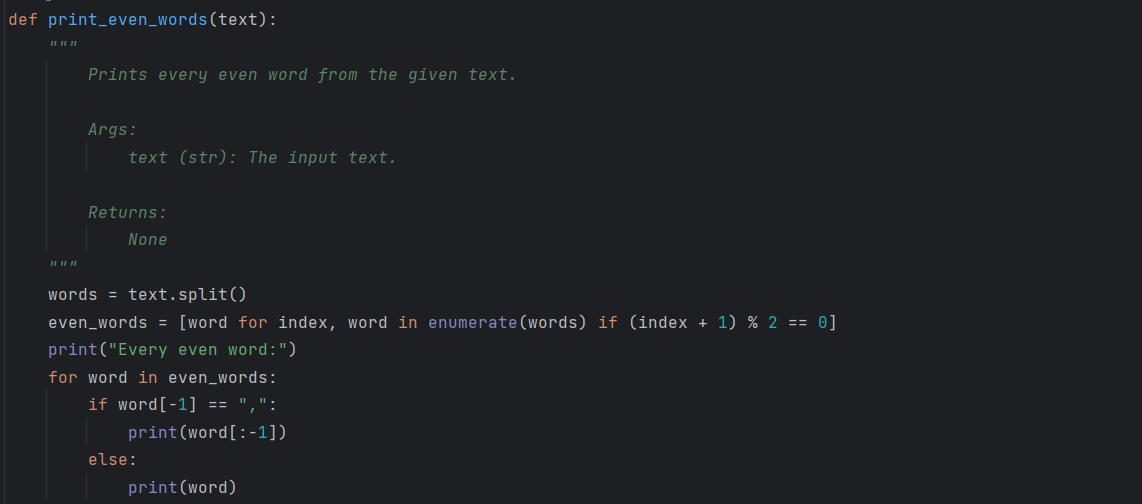 def print_even_words(text):
    """
        Prints every even word from the given text.

        Args:
            text (str): The input text.

        Returns:
            None
    """
    words = text.split()
    even_words = [word for index, word in enumerate(words) if (index + 1) % 2 == 0]
    print("Every even word:")
    for word in even_words:
        if word[-1] == ",":
            print(word[:-1])
        else:
            print(word)